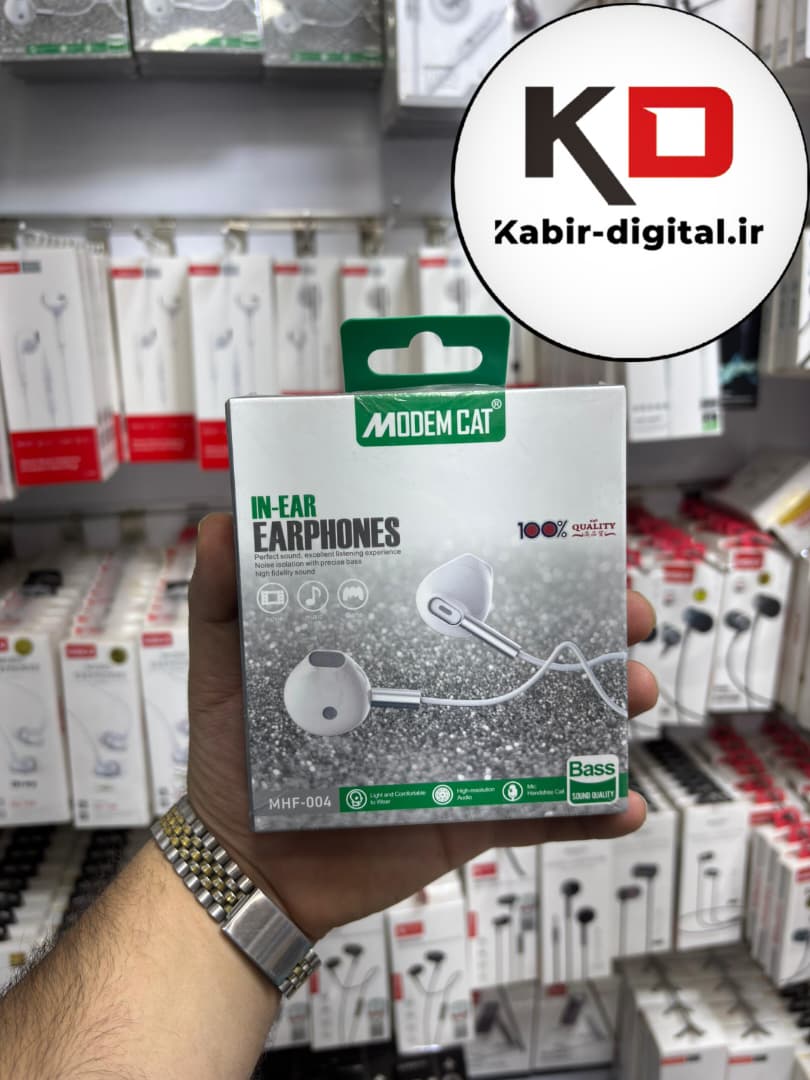 KD
Kabir-digital.ir
MODEM CAT®
IN-EAR
EARPHONES
Perfect sound, excellent listening experience
Noise isolation with precise bass
high fidelity sound
100%
QUALITY
MUSIC
Bass
SOUND QUALITY
MHF-004
Light and Comfortable
to Wear
High-resolution
Audio
Mic
Handsfree Call